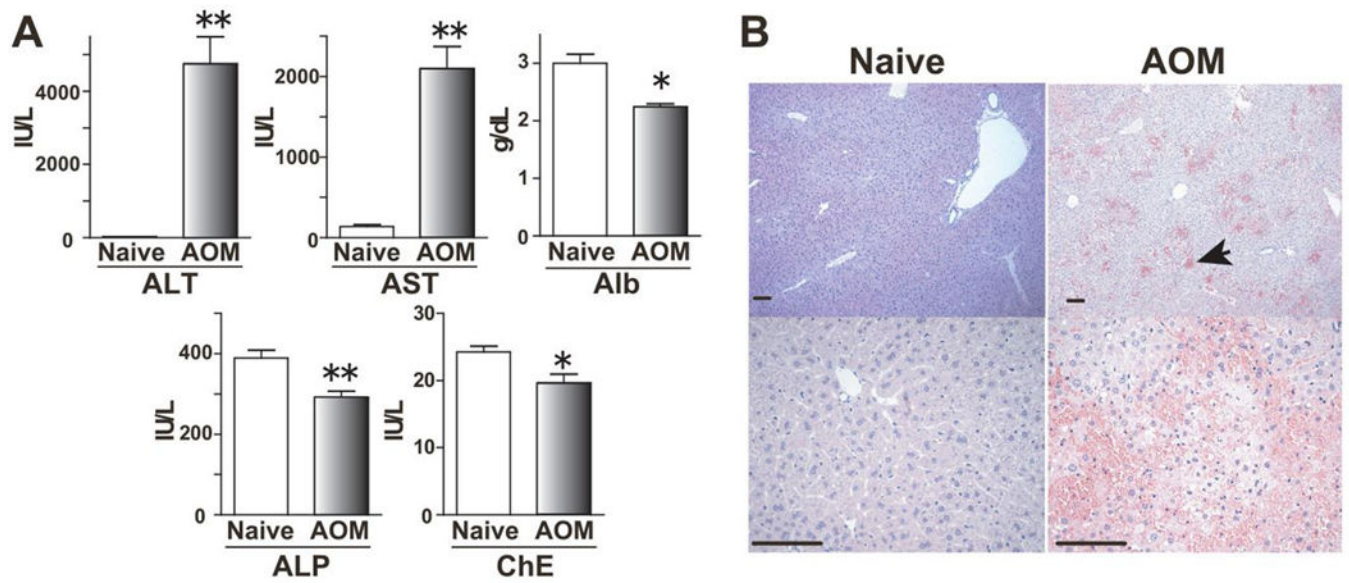 A
B
Naive
AOM
**
**
*
4000
2000
0
IU/L
Naive AOM
ALT
2000
1000
0
IU/L
Naive AOM
AST
3
2
1
0
g/dL
Naive AOM
Alb
400
200
0
IU/L
**
Naive AOM
ALP
30
20
10
0
IU/L
*
Naive AOM
ChE